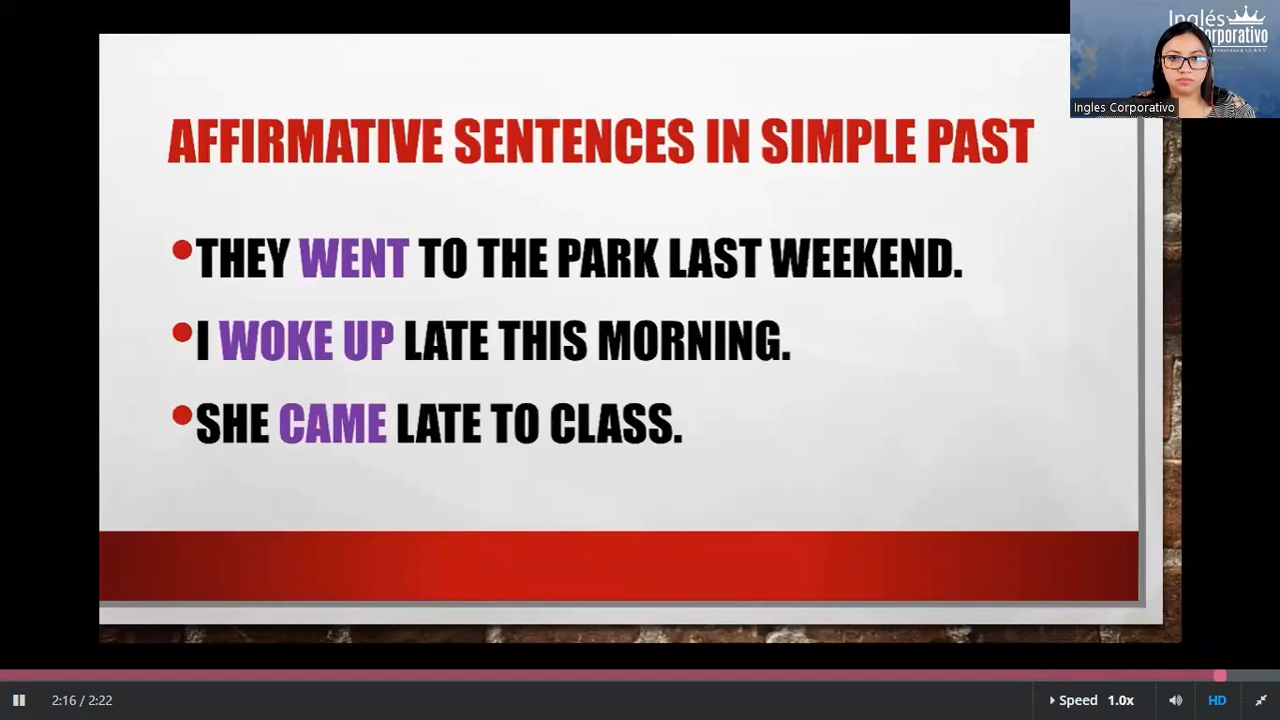 Inglés
Corporativo
Ingles Corporativo
AFFIRMATIVE SENTENCES IN SIMPLE PAST
•THEY WENT TO THE PARK LAST WEEKEND.
•I WOKE UP LATE THIS MORNING.
•SHE CAME LATE TO CLASS.
2:16 / 2:22
Speed 1.0x
HD